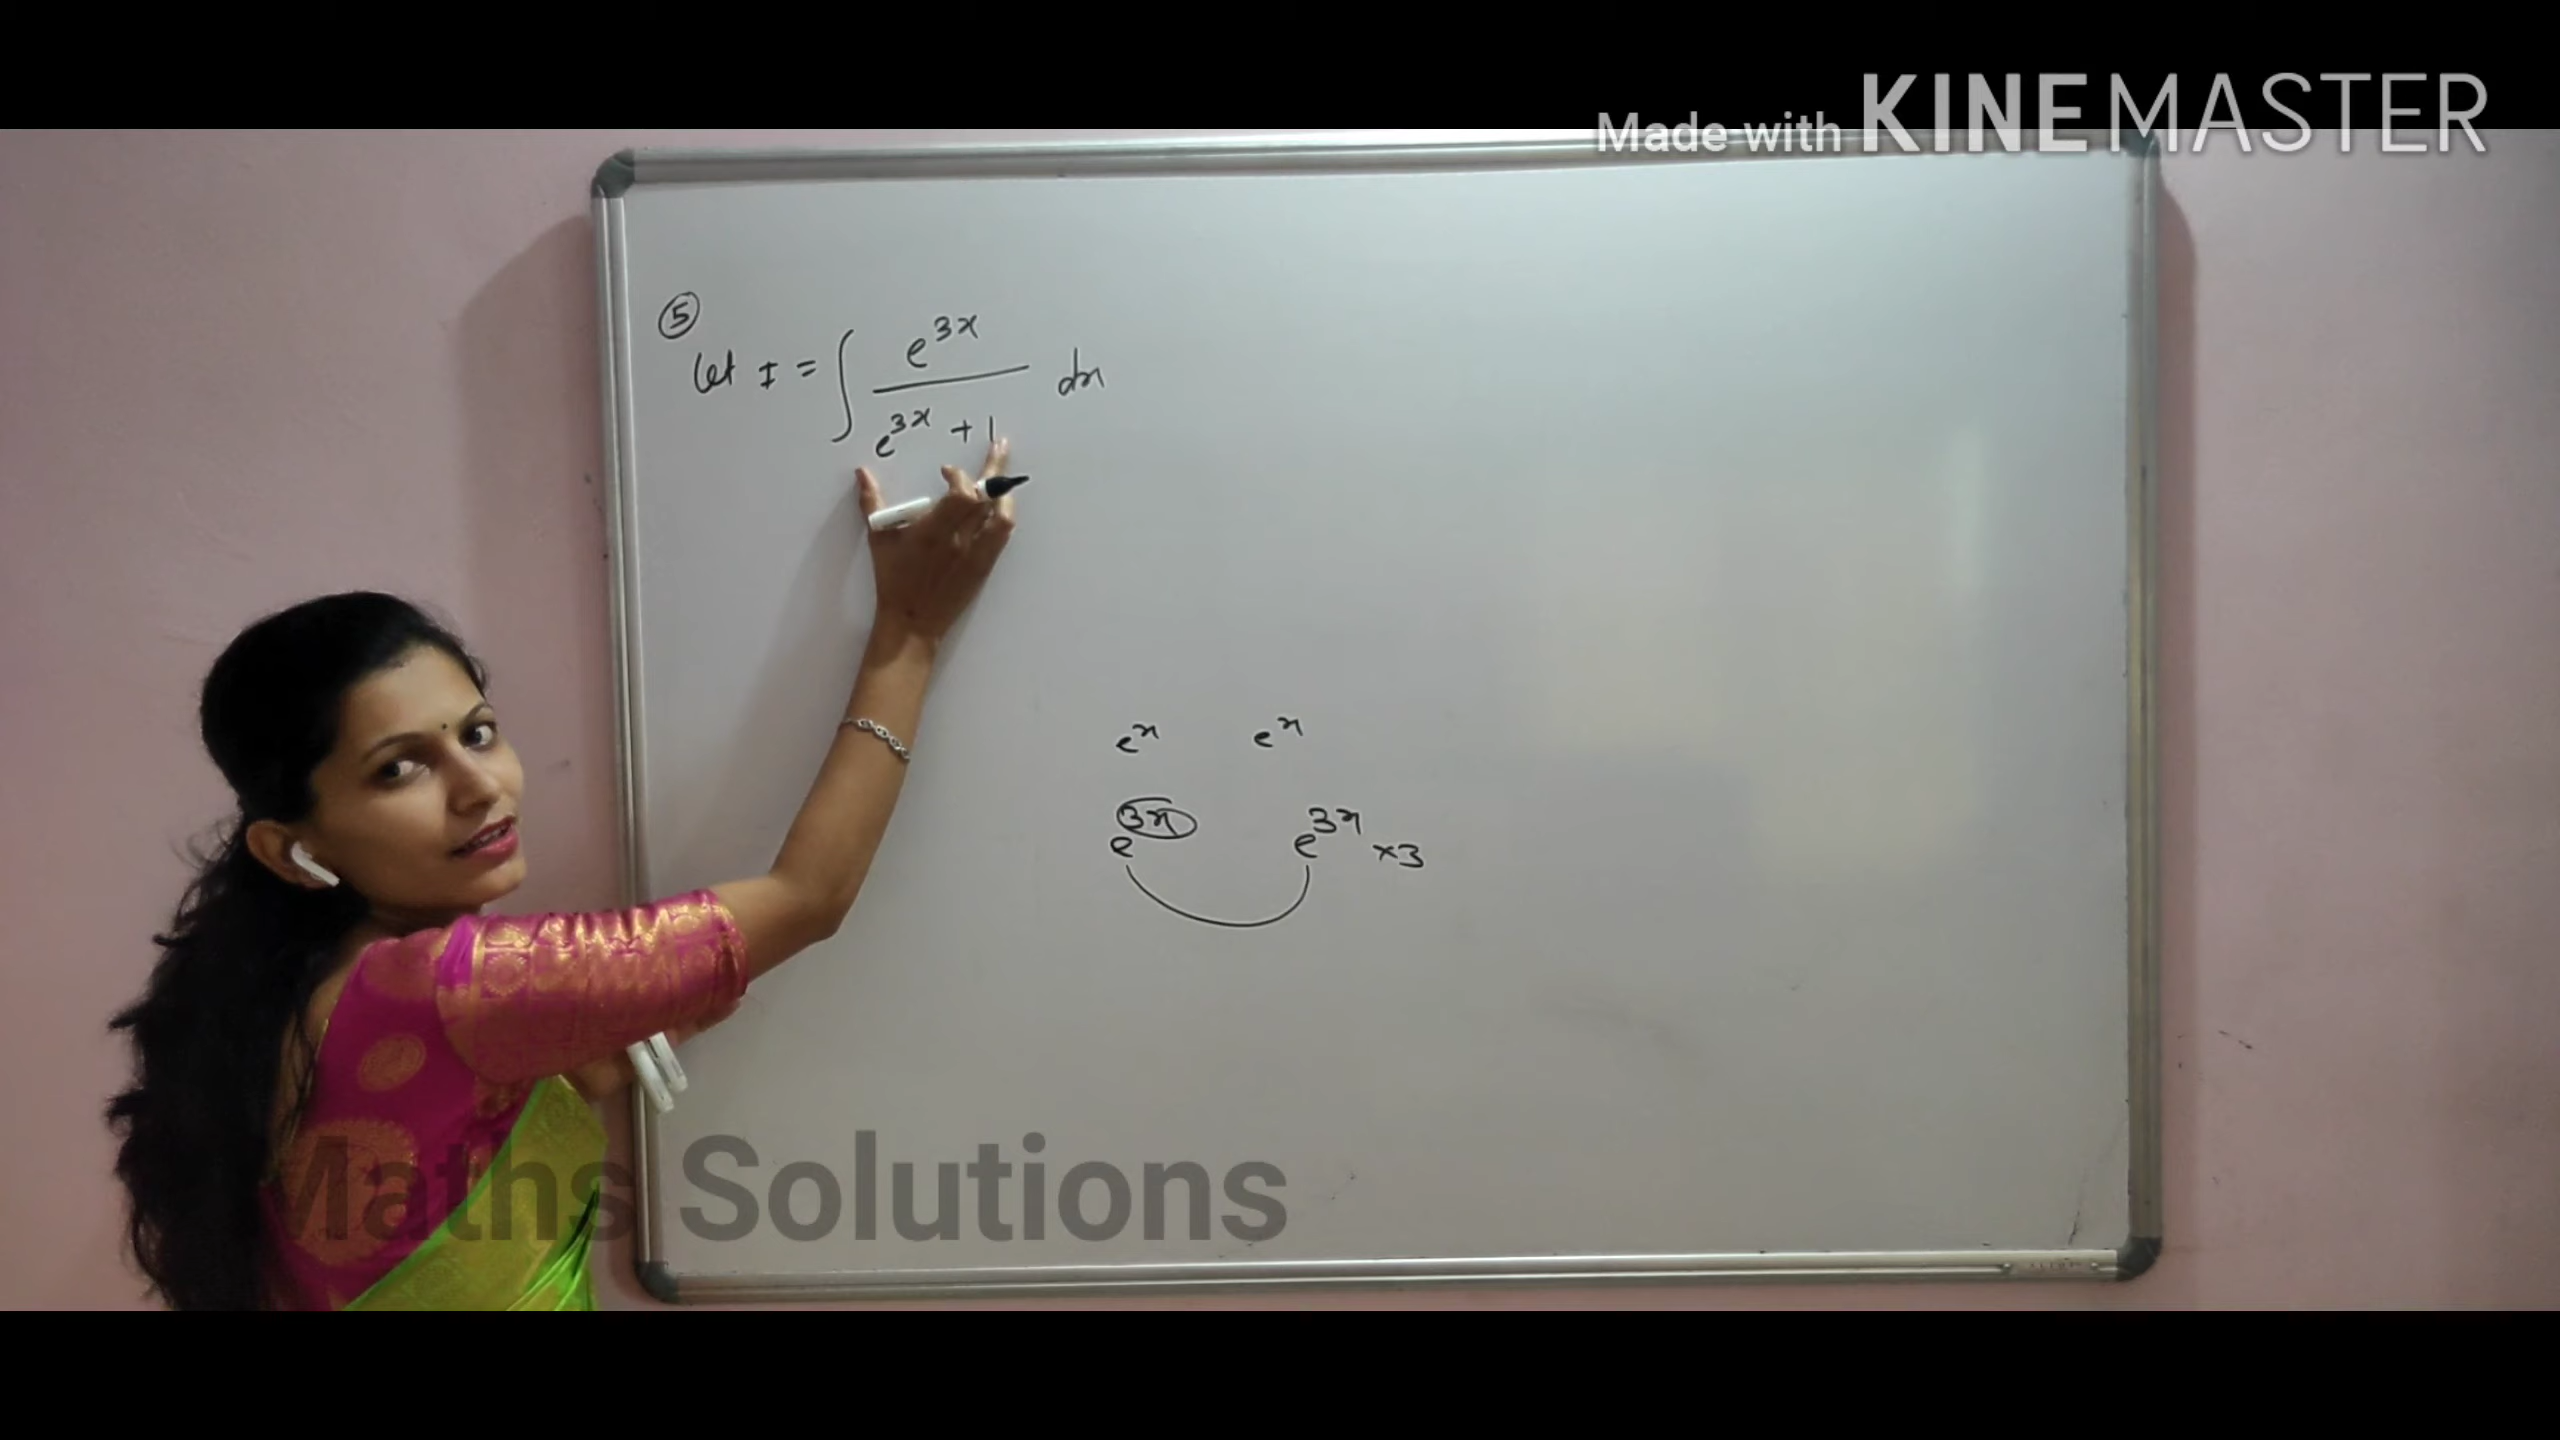 Made with KINEMASTER
5
Let I = ∫ e^3x / e^3x + 1 dx
e^x e^x
e^3x e^3x ×3
Maths Solutions